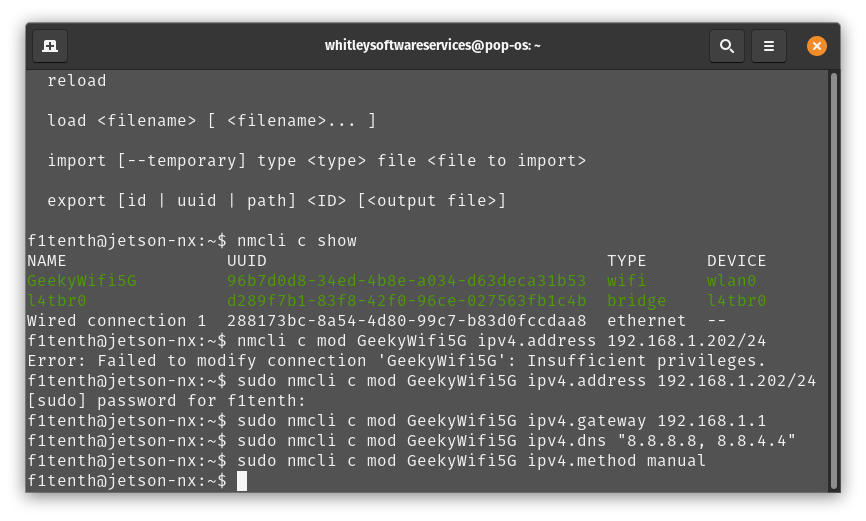 whitleysoftwareservices@pop-os: ~
reload
load <filename> [ <filename>... ]
import [--temporary] type <type> file <file to import>
export [id | uuid | path] <ID> [<output file>]
f1tenth@jetson-nx:~$ nmcli c show
NAME                UUID                                  TYPE      DEVICE
GeekyWifi5G         96b7d0d8-34ed-4b8e-a034-d63deca31b53  wifi      wlan0
l4tbr0              d289f7b1-83f8-42f0-96ce-027563fb1c4b  bridge    l4tbr0
Wired connection 1  288173bc-8a54-4d80-99c7-b83d0fccdaa8  ethernet  --
f1tenth@jetson-nx:~$ nmcli c mod GeekyWifi5G ipv4.address 192.168.1.202/24
Error: Failed to modify connection 'GeekyWifi5G': Insufficient privileges.
f1tenth@jetson-nx:~$ sudo nmcli c mod GeekyWifi5G ipv4.address 192.168.1.202/24
[sudo] password for f1tenth:
f1tenth@jetson-nx:~$ sudo nmcli c mod GeekyWifi5G ipv4.gateway 192.168.1.1
f1tenth@jetson-nx:~$ sudo nmcli c mod GeekyWifi5G ipv4.dns "8.8.8.8, 8.8.4.4"
f1tenth@jetson-nx:~$ sudo nmcli c mod GeekyWifi5G ipv4.method manual
f1tenth@jetson-nx:~$